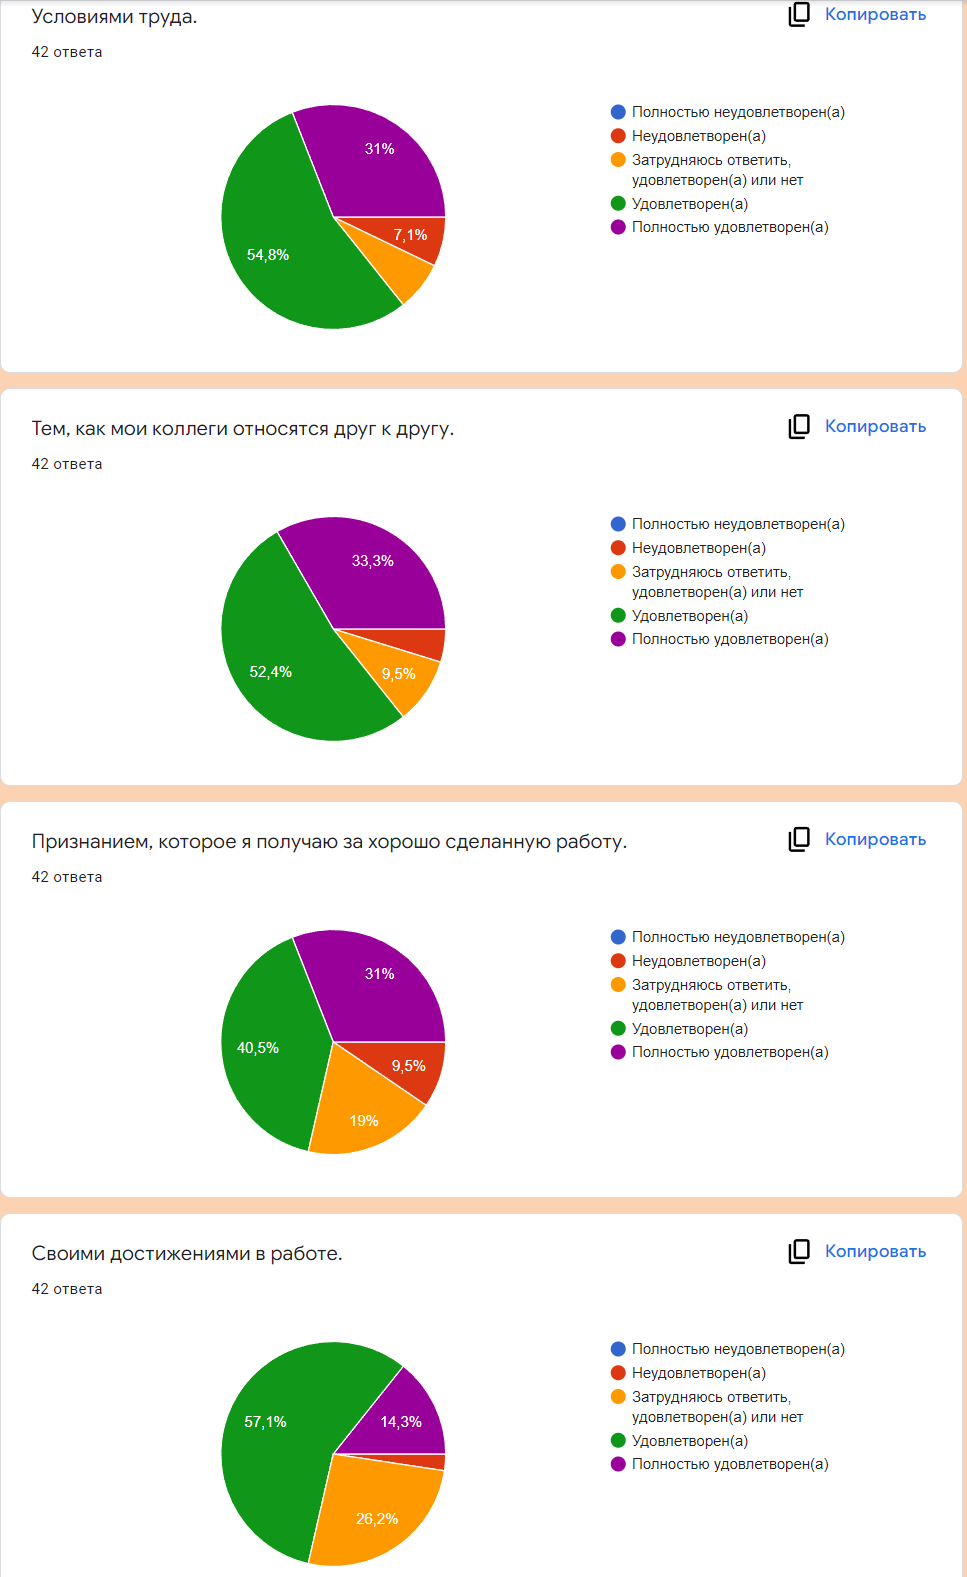 Условиями труда.
Копировать
42 ответа
31%
7,1%
54,8%
Полностью неудовлетворен(а)
Неудовлетворен(а)
Затрудняюсь ответить,
удовлетворен(а) или нет
Удовлетворен(а)
Полностью удовлетворен(а)
Тем, как мои коллеги относятся друг к другу.
Копировать
42 ответа
33,3%
52,4%
9,5%
Полностью неудовлетворен(а)
Неудовлетворен(а)
Затрудняюсь ответить,
удовлетворен(а) или нет
Удовлетворен(а)
Полностью удовлетворен(а)
Признанием, которое я получаю за хорошо сделанную работу.
Копировать
42 ответа
31%
40,5%
9,5%
19%
Полностью неудовлетворен(а)
Неудовлетворен(а)
Затрудняюсь ответить,
удовлетворен(а) или нет
Удовлетворен(а)
Полностью удовлетворен(а)
Своими достижениями в работе.
Копировать
42 ответа
57,1%
14,3%
26,2%
Полностью неудовлетворен(а)
Неудовлетворен(а)
Затрудняюсь ответить,
удовлетворен(а) или нет
Удовлетворен(а)
Полностью удовлетворен(а)